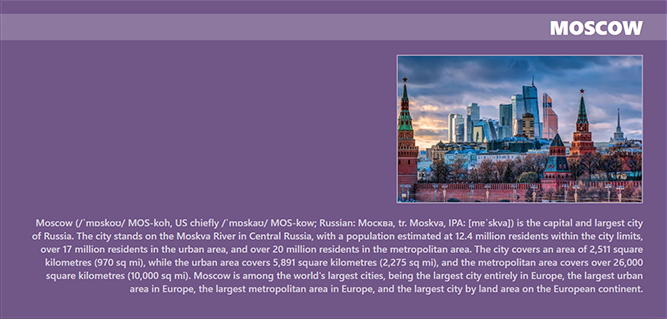 MOSCOW
Moscow (/ˈmɒskoʊ/ MOS-koh, US chiefly /ˈmɒskaʊ/ MOS-kow; Russian: Москва, tr. Moskva, IPA: [mɐˈskva]) is the capital and largest city
of Russia. The city stands on the Moskva River in Central Russia, with a population estimated at 12.4 million residents within the city limits,
over 17 million residents in the urban area, and over 20 million residents in the metropolitan area. The city covers an area of 2,511 square
kilometres (970 sq mi), while the urban area covers 5,891 square kilometres (2,275 sq mi), and the metropolitan area covers over 26,000
square kilometres (10,000 sq mi). Moscow is among the world's largest cities, being the largest city entirely in Europe, the largest urban
area in Europe, the largest metropolitan area in Europe, and the largest city by land area on the European continent.